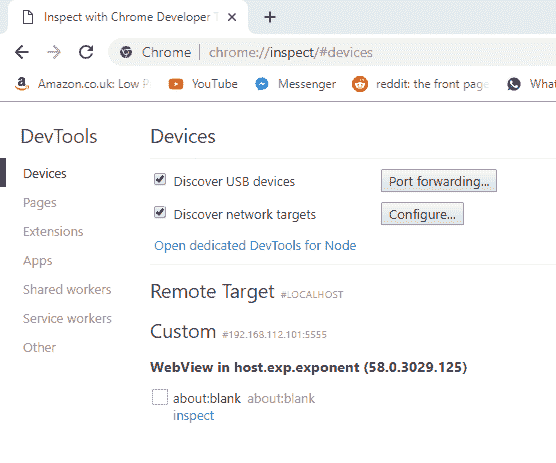 Inspect with Chrome Developer T
Chrome | chrome://inspect/#devices
Amazon.co.uk: Low P YouTube Messenger reddit: the front page What
DevTools
Devices
Pages
Extensions
Apps
Shared workers
Service workers
Other
Devices
Discover USB devices Port forwarding...
Discover network targets Configure...
Open dedicated DevTools for Node
Remote Target #LOCALHOST
Custom #192.168.112.101:5555
WebView in host.exp.exponent (58.0.3029.125)
about:blank about:blank
inspect